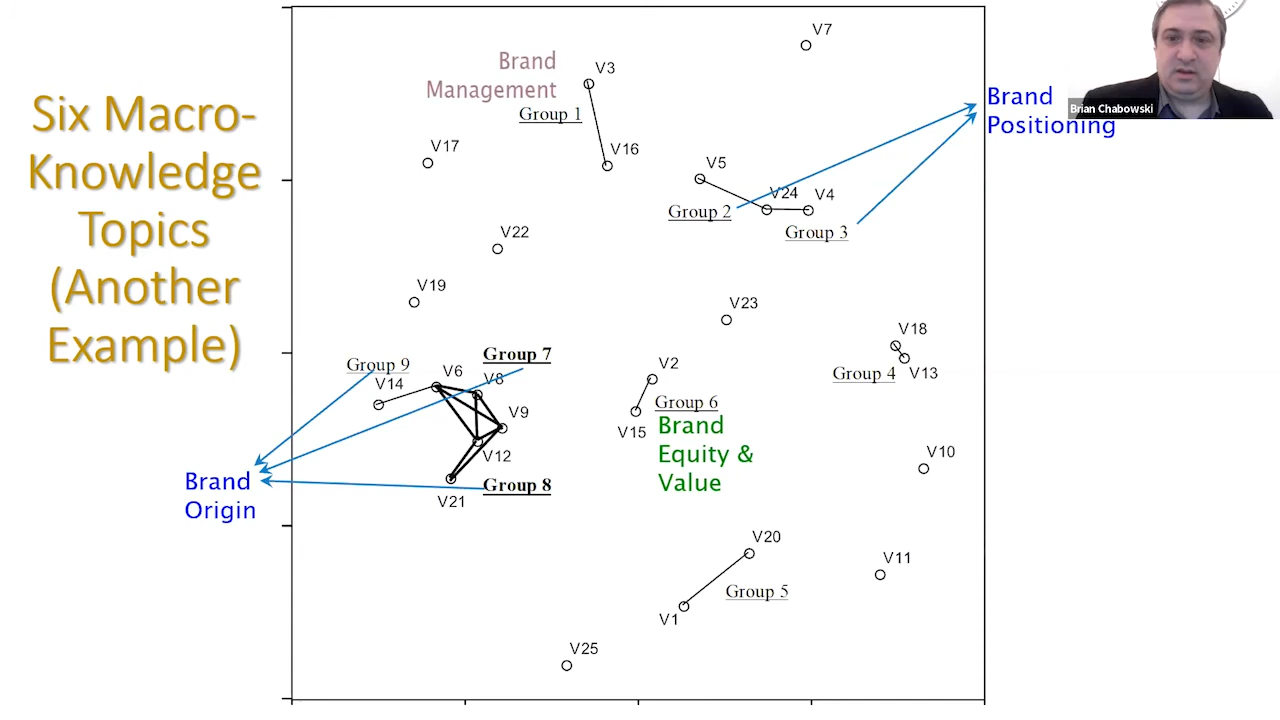 Six Macro-
Knowledge
Topics
(Another
Example)
Brand
Management
Group 1
V3
V16
V7
V17
V5
V24
V4
Group 2
Group 3
Brand
Positioning
Brian Chabowski
V22
V19
V23
V18
V13
Group 4
Group 9
V14
V6
Group 7
V8
V9
V12
V21
Group 8
Brand
Origin
V2
Group 6
V15
Brand
Equity &
Value
V10
V20
Group 5
V1
V11
V25